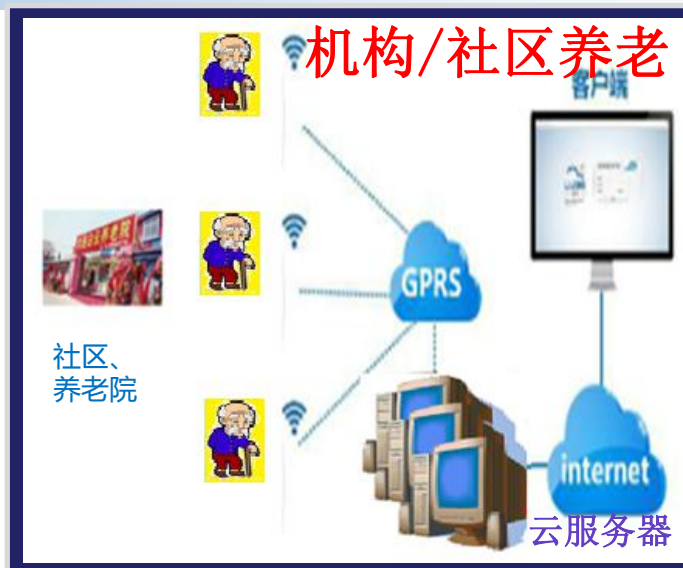 机构/社区养老
客户端
GPRS
社区、
养老院
internet
云服务器